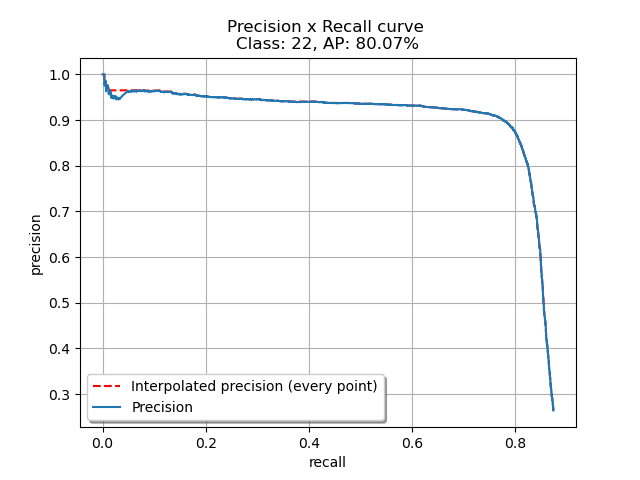 Precision x Recall curve
Class: 22, AP: 80.07%
precision
1.0
0.9
0.8
0.7
0.6
0.5
0.4
0.3
Interpolated precision (every point)
Precision
0.0 0.2 0.4 0.6 0.8
recall